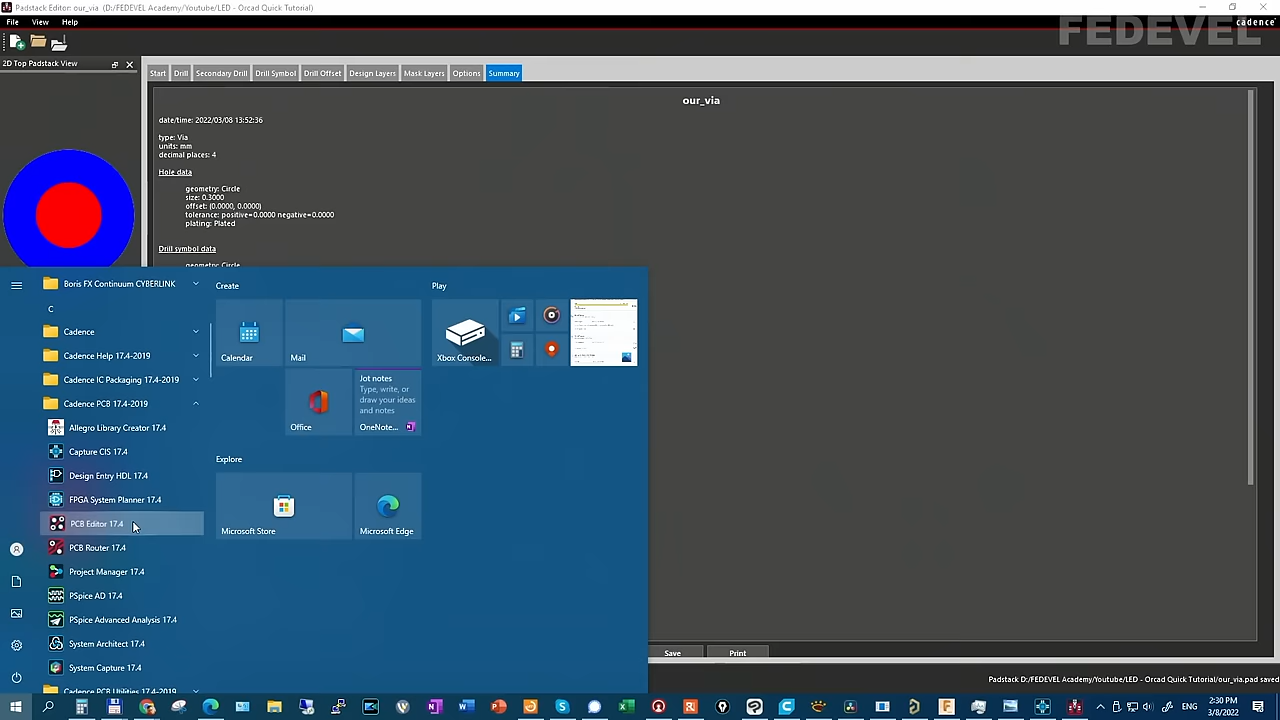 Padstack Editor: our_via (D:/FEDEVEL Academy/Youtube/LED - Orcad Quick Tutorial)
File View Help
cadence
FEDEVEL
2D Top Padstack View
Start Drill Secondary Drill Drill Symbol Drill Offset Design Layers Mask Layers Options Summary
our_via
date/time: 2022/03/08 13:52:36
type: Via
units: mm
decimal places: 4
Hole data
geometry: Circle
size: 0.3000
offset: (0.0000, 0.0000)
tolerance: positive=0.0000 negative=0.0000
plating: Plated
Drill symbol data
geometry: Circle
Boris FX Continuum CYBERLINK
C
Cadence
Cadence Help 17.4-2019
Cadence IC Packaging 17.4-2019
Cadence PCB 17.4-2019
Allegro Library Creator 17.4
Capture CIS 17.4
Design Entry HDL 17.4
FPGA System Planner 17.4
PCB Editor 17.4
PCB Router 17.4
Project Manager 17.4
PSpice AD 17.4
PSpice Advanced Analysis 17.4
System Architect 17.4
System Capture 17.4
Cadence PCB Utilities 17.4-2019
Create
Calendar
Mail
Office
Jot notes
Type, write, or
draw your ideas
and notes
OneNote...
Explore
Microsoft Store
Microsoft Edge
Play
Xbox Console...
Save Print
Padstack D:/FEDEVEL Academy/Youtube/LED - Orcad Quick Tutorial/our_via.pad saved
2:30 PM
3/8/2022